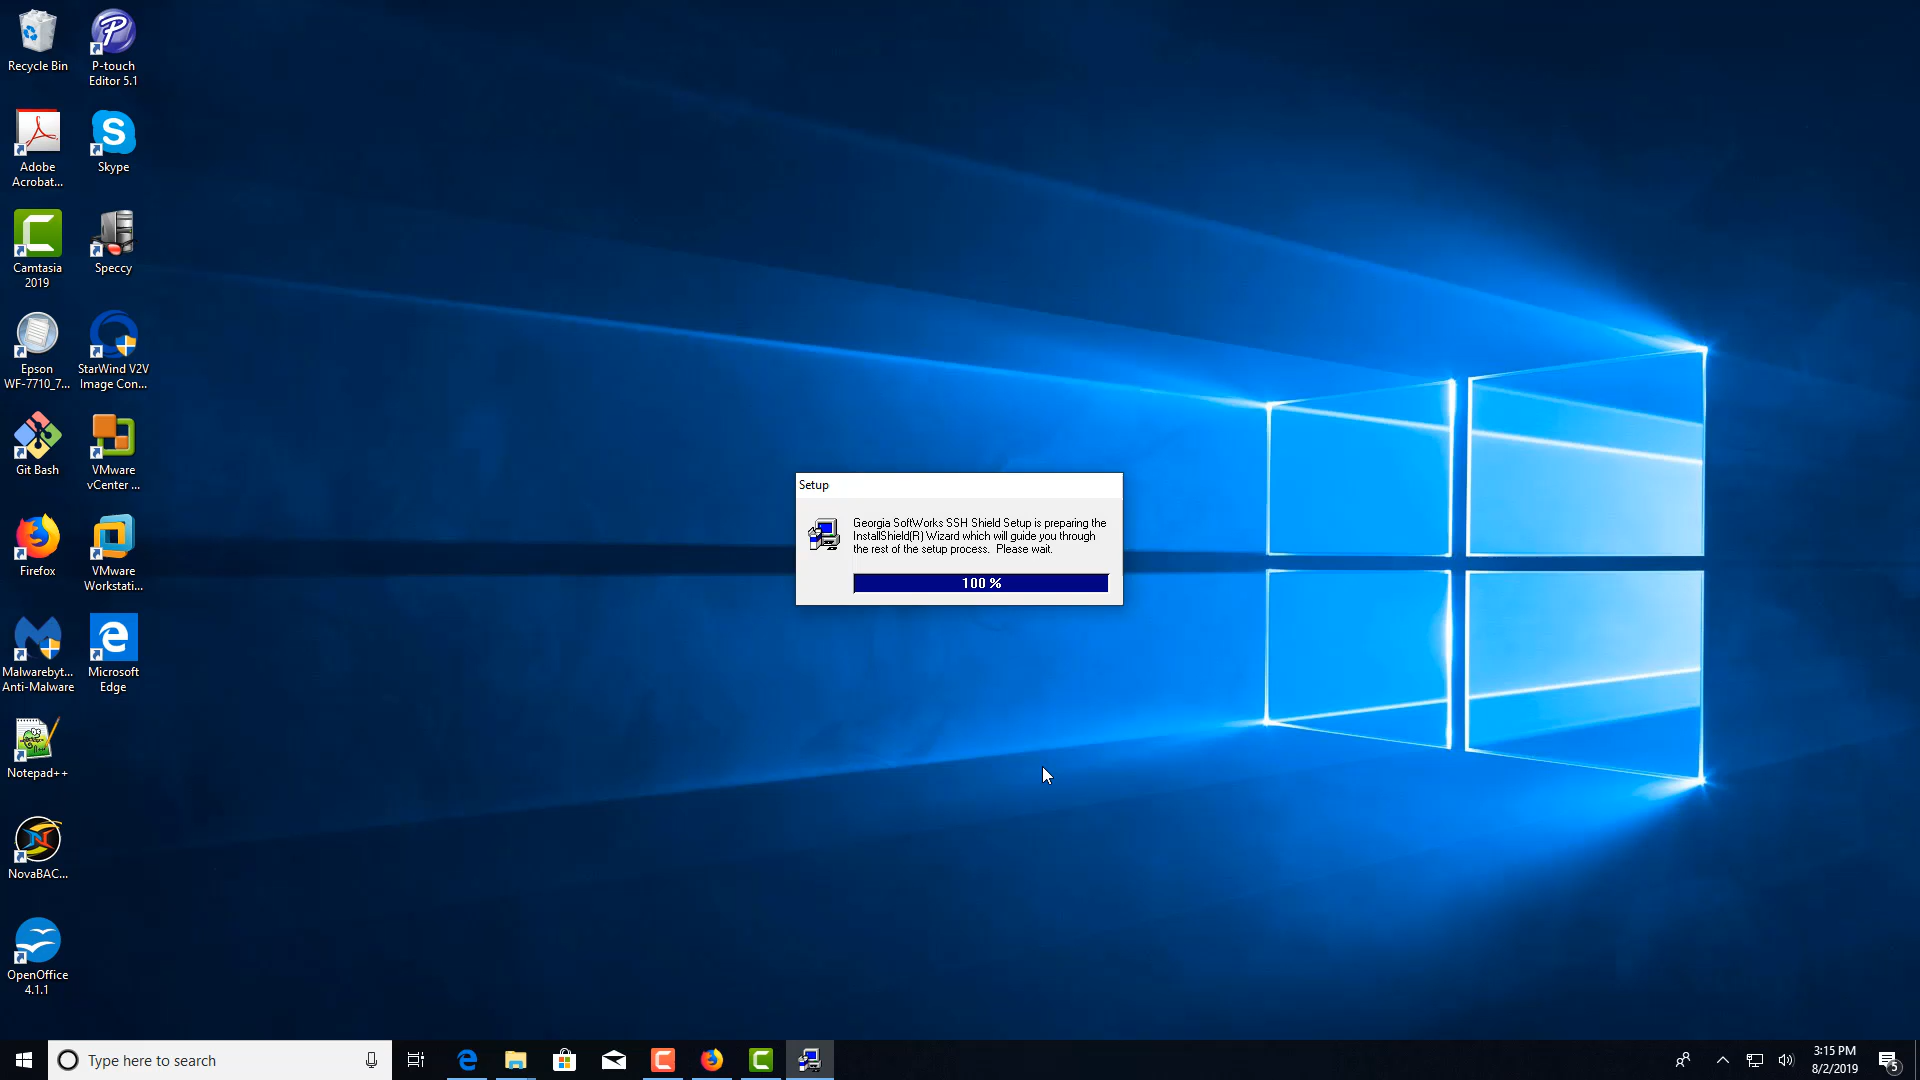 Recycle Bin
P-touch
Editor 5.1
Adobe
Acrobat...
Skype
Camtasia
2019
Speccy
Epson
WF-7710_7...
StarWind V2V
Image Con...
Git Bash
VMware
vCenter ...
Firefox
VMware
Workstati...
Malwarebyt...
Anti-Malware
Microsoft
Edge
Notepad++
NovaBAC...
OpenOffice
4.1.1
Setup
Georgia SoftWorks SSH Shield Setup is preparing the
InstallShield(R) Wizard which will guide you through
the rest of the setup process.  Please wait.
100 %
Type here to search
3:15 PM
8/2/2019
5